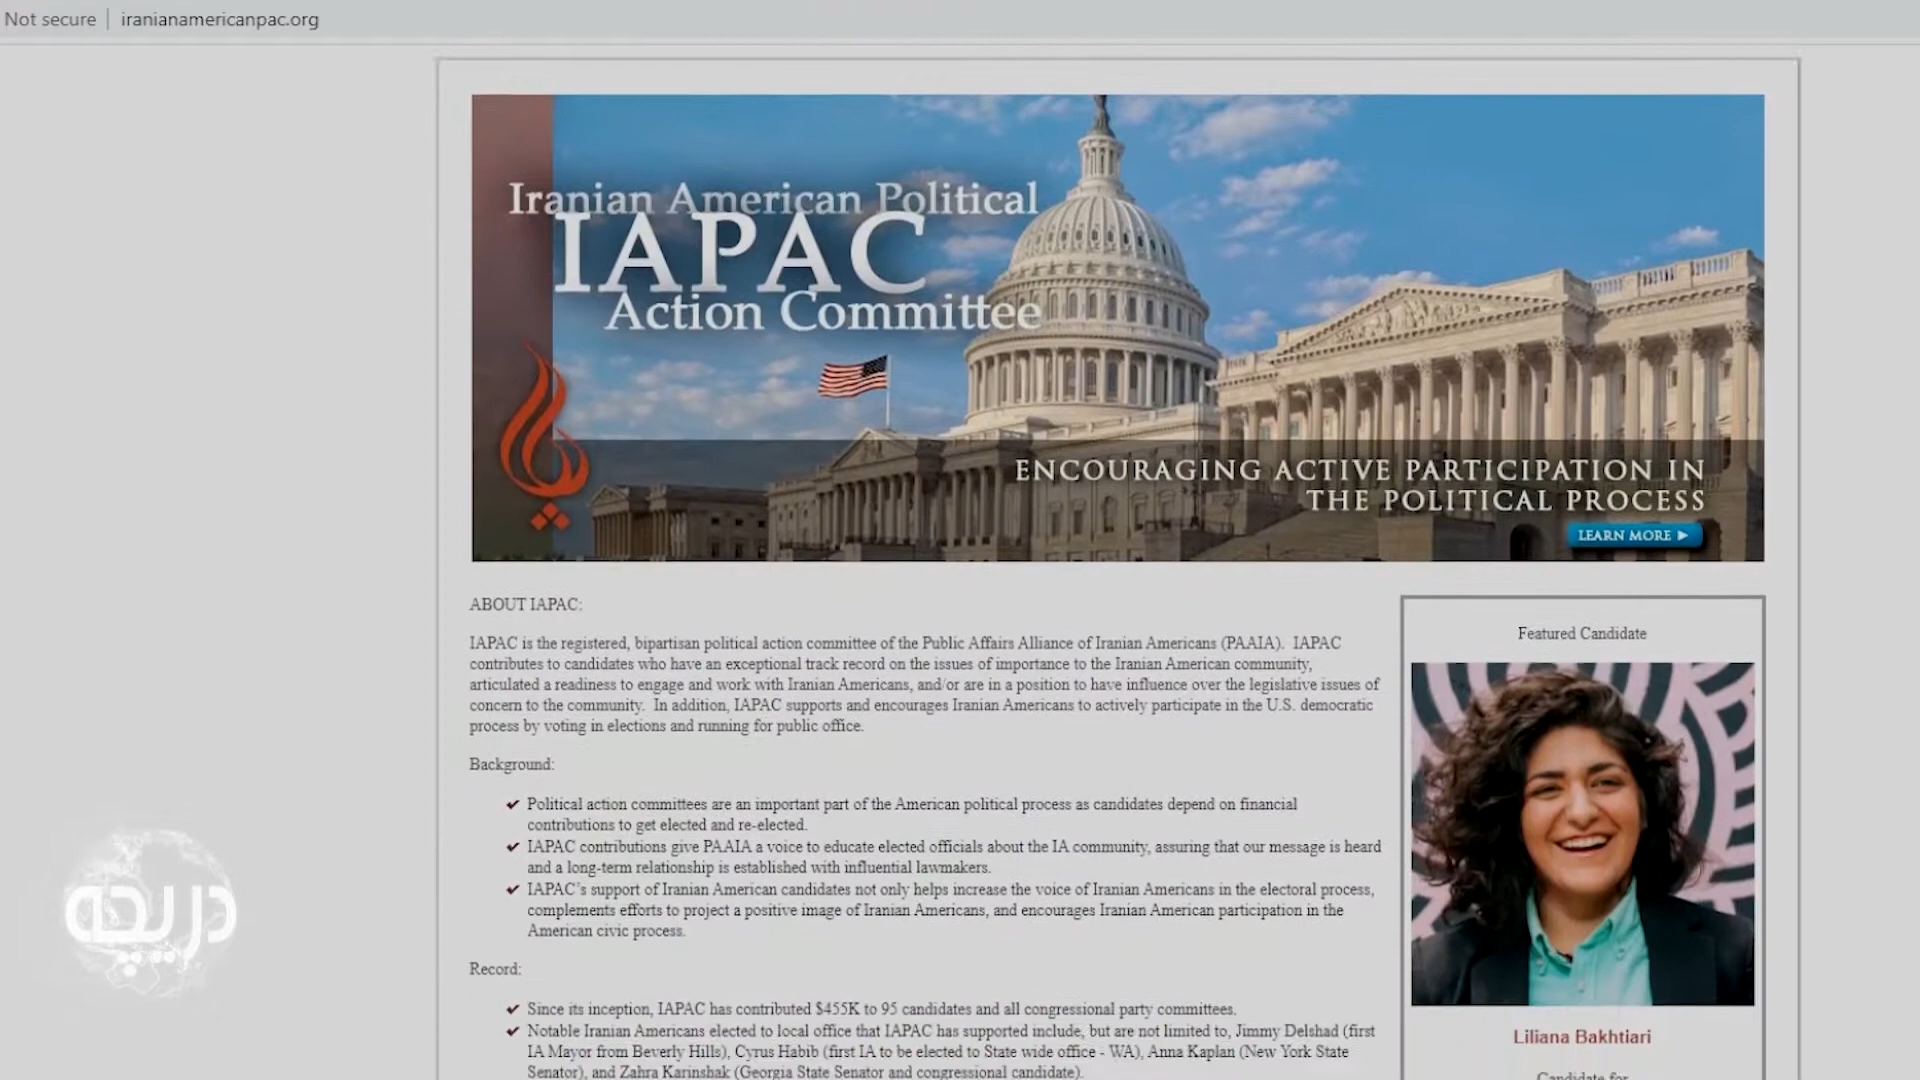 Not secure
iranianamericanpac.org
Iranian American Political
IAPAC
Action Committee
ENCOURAGING ACTIVE PARTICIPATION IN
THE POLITICAL PROCESS
LEARN MORE ►
ABOUT IAPAC:
IAPAC is the registered, bipartisan political action committee of the Public Affairs Alliance of Iranian Americans (PAAIA).  IAPAC
contributes to candidates who have an exceptional track record on the issues of importance to the Iranian American community,
articulated a readiness to engage and work with Iranian Americans, and/or are in a position to have influence over the legislative issues of
concern to the community.  In addition, IAPAC supports and encourages Iranian Americans to actively participate in the U.S. democratic
process by voting in elections and running for public office.
Background:
Political action committees are an important part of the American political process as candidates depend on financial
contributions to get elected and re-elected.
IAPAC contributions give PAAIA a voice to educate elected officials about the IA community, assuring that our message is heard
and a long-term relationship is established with influential lawmakers.
IAPAC's support of Iranian American candidates not only helps increase the voice of Iranian Americans in the electoral process,
complements efforts to project a positive image of Iranian Americans, and encourages Iranian American participation in the
American civic process.
Record:
Since its inception, IAPAC has contributed $455K to 95 candidates and all congressional party committees.
Notable Iranian Americans elected to local office that IAPAC has supported include, but are not limited to, Jimmy Delshad (first
IA Mayor from Beverly Hills), Cyrus Habib (first IA to be elected to State wide office - WA), Anna Kaplan (New York State
Senator), and Zahra Karinshak (Georgia State Senator and congressional candidate).
Featured Candidate
Liliana Bakhtiari
Candidate for
دریچه